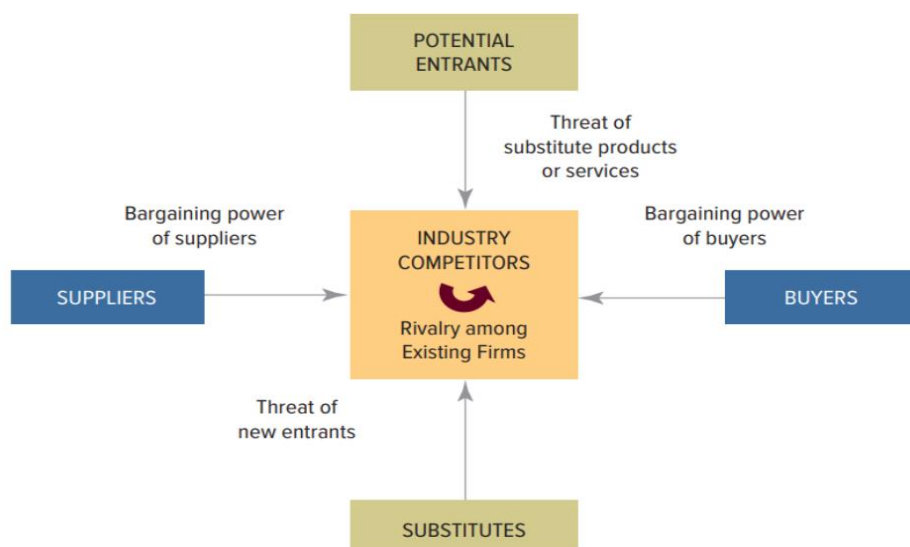 POTENTIAL
ENTRANTS
Threat of
substitute products
or services
Bargaining power
of suppliers
Bargaining power
of buyers
INDUSTRY
COMPETITORS
SUPPLIERS
BUYERS
Rivalry among
Existing Firms
Threat of
new entrants
SUBSTITUTES